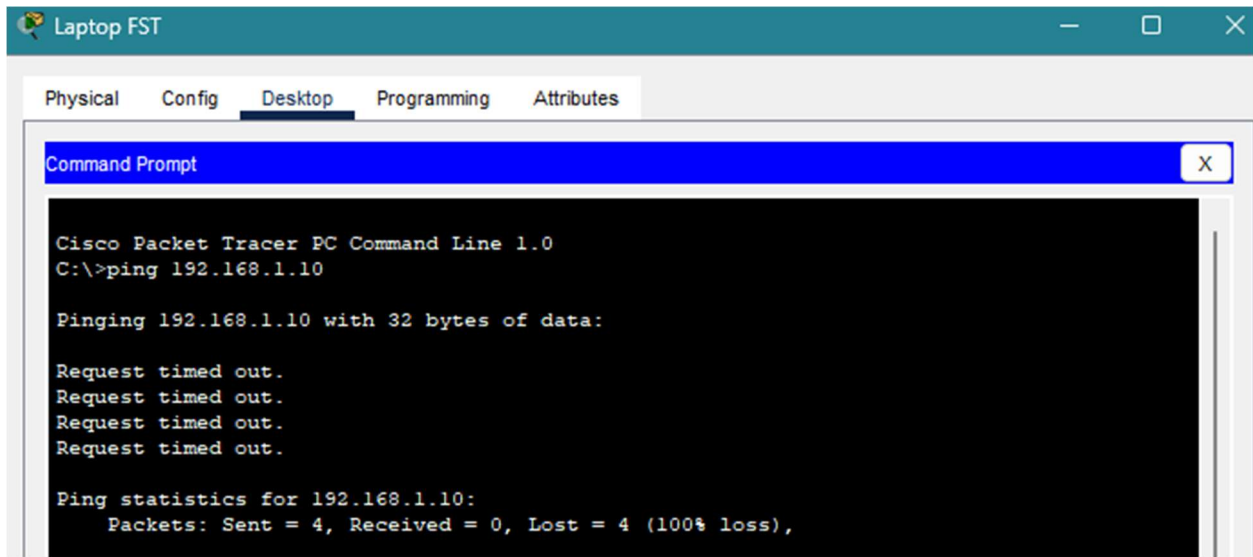 Laptop FST
Physical Config Desktop Programming Attributes
Command Prompt
X
Cisco Packet Tracer PC Command Line 1.0
C:\>ping 192.168.1.10
Pinging 192.168.1.10 with 32 bytes of data:
Request timed out.
Request timed out.
Request timed out.
Request timed out.
Ping statistics for 192.168.1.10:
Packets: Sent = 4, Received = 0, Lost = 4 (100% loss),